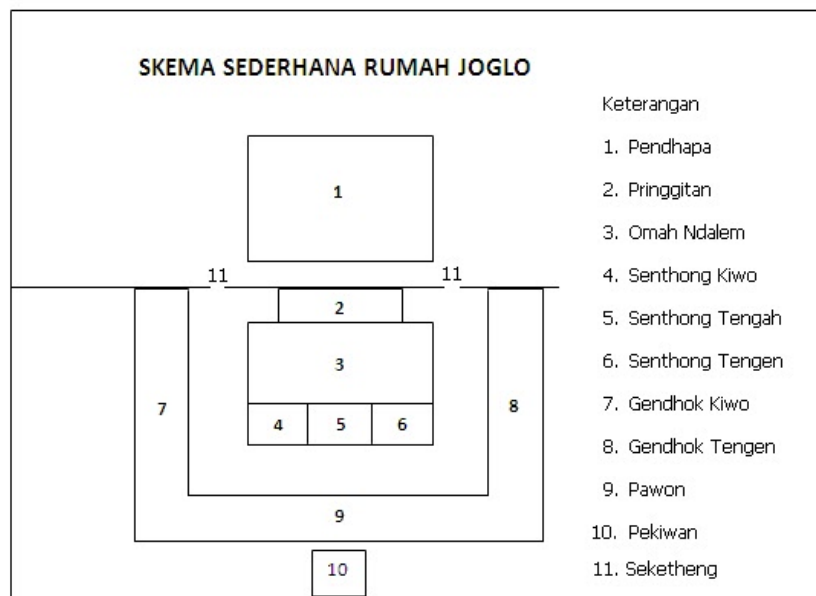 SKEMA SEDERHANA RUMAH JOGLO
Keterangan
1. Pendhapa
2. Pringgitan
3. Omah Ndalem
4. Senthong Kiwo
5. Senthong Tengah
6. Senthong Tengen
7. Gendhok Kiwo
8. Gendhok Tengen
9. Pawon
10. Pekiwan
11. Seketheng
1
11
11
2
3
7
8
4
5
6
9
10